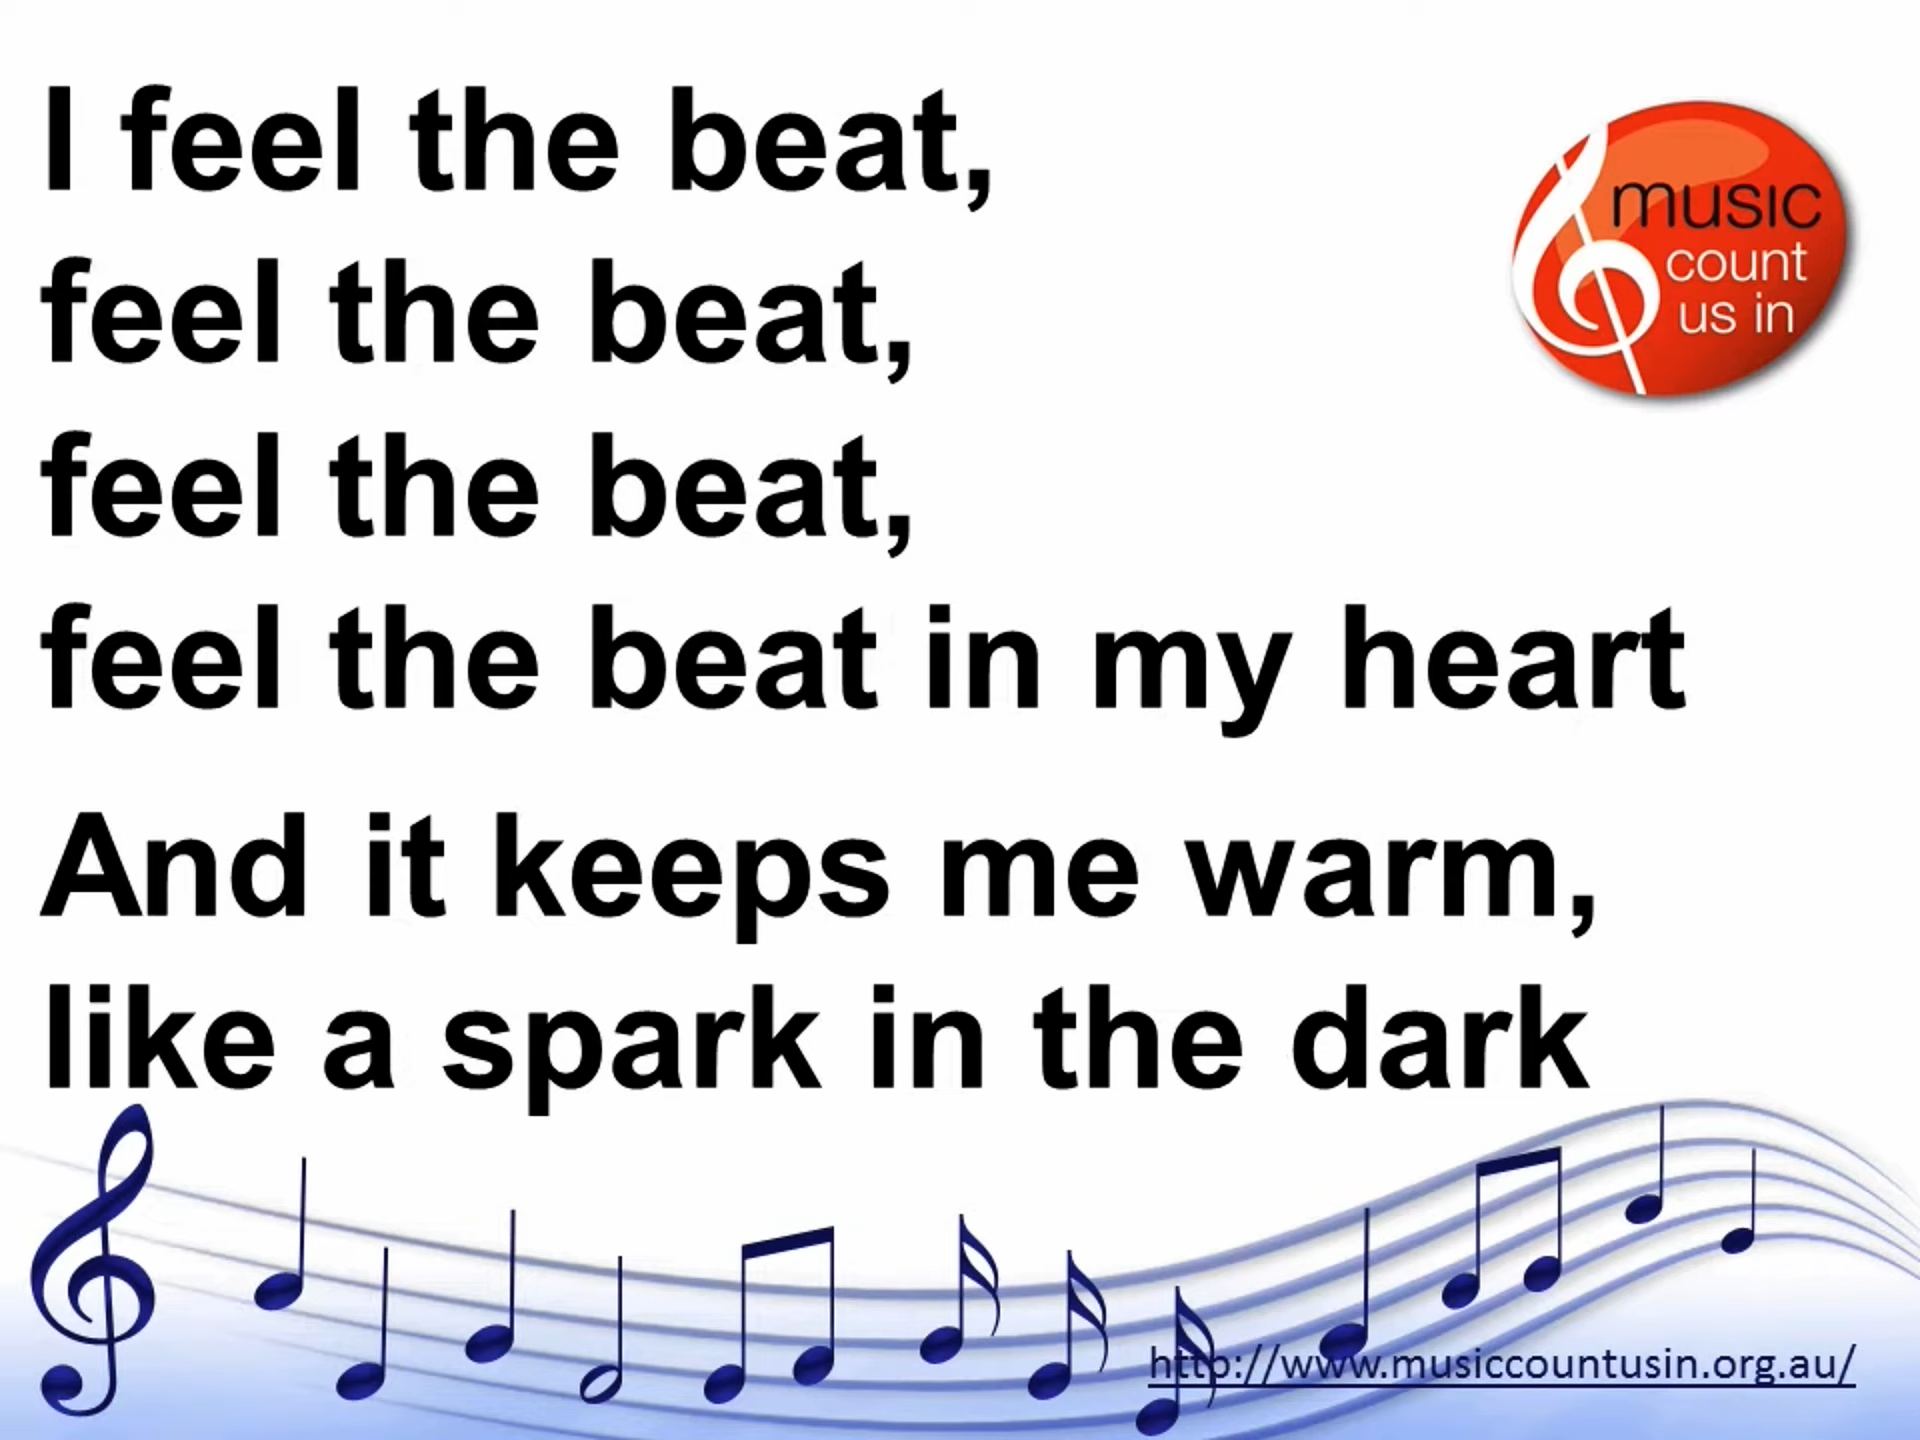 I feel the beat,
feel the beat,
feel the beat,
feel the beat in my heart
And it keeps me warm,
like a spark in the dark
music
count
us in
http://www.musiccountusin.org.au/